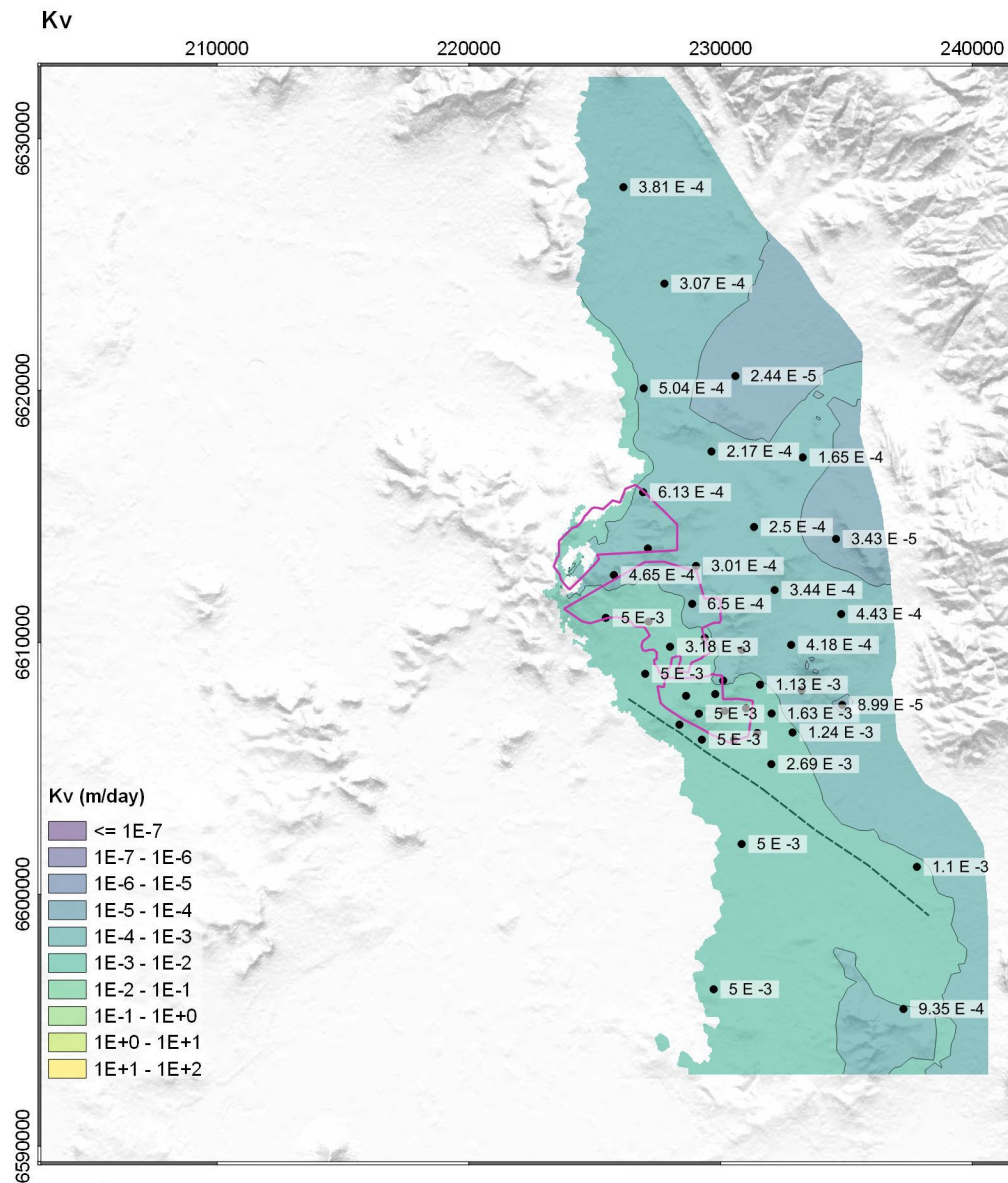 Kv
210000
220000
230000
240000
6630000
6620000
6610000
6600000
6590000
3.81 E -4
3.07 E -4
2.44 E -5
5.04 E -4
2.17 E -4
1.65 E -4
6.13 E -4
2.5 E -4
3.43 E -5
3.01 E -4
4.65 E -4
3.44 E -4
6.5 E -4
4.43 E -4
5 E -3
3.18 E -3
4.18 E -4
5 E -3
1.13 E -3
8.99 E -5
5 E -3
1.63 E -3
1.24 E -3
5 E -3
2.69 E -3
5 E -3
1.1 E -3
5 E -3
9.35 E -4
Kv (m/day)
<= 1E-7
1E-7 - 1E-6
1E-6 - 1E-5
1E-5 - 1E-4
1E-4 - 1E-3
1E-3 - 1E-2
1E-2 - 1E-1
1E-1 - 1E+0
1E+0 - 1E+1
1E+1 - 1E+2